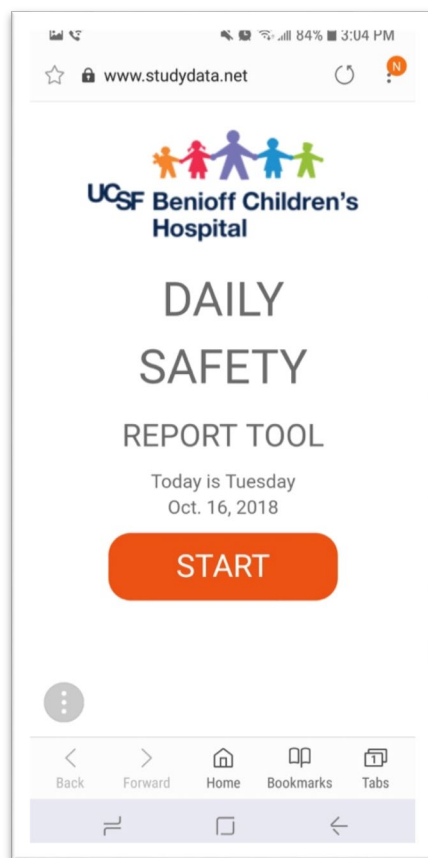 84% 3:04 PM
www.studydata.net
N
UCSF Benioff Children's
Hospital
DAILY
SAFETY
REPORT TOOL
Today is Tuesday
Oct. 16, 2018
START
1
Back Forward Home Bookmarks Tabs